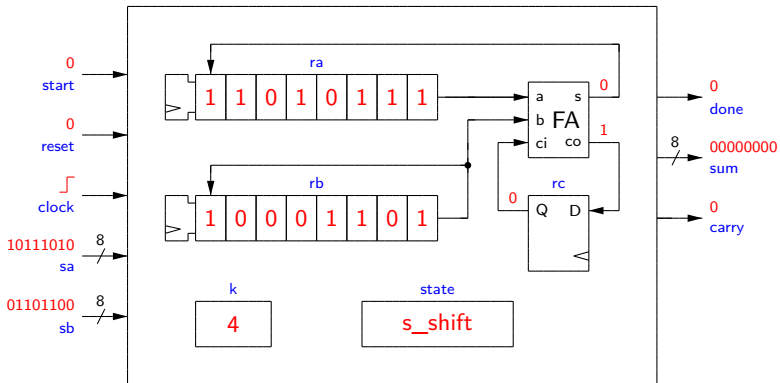 0
start
0
reset
clock
10111010
8
sa
01101100
8
sb
ra
1 1 0 1 0 1 1 1
rb
1 0 0 0 1 1 0 1
a s
b FA
ci co
0
1
rc
0
Q D
k
4
state
s_shift
0
done
8
00000000
sum
0
carry